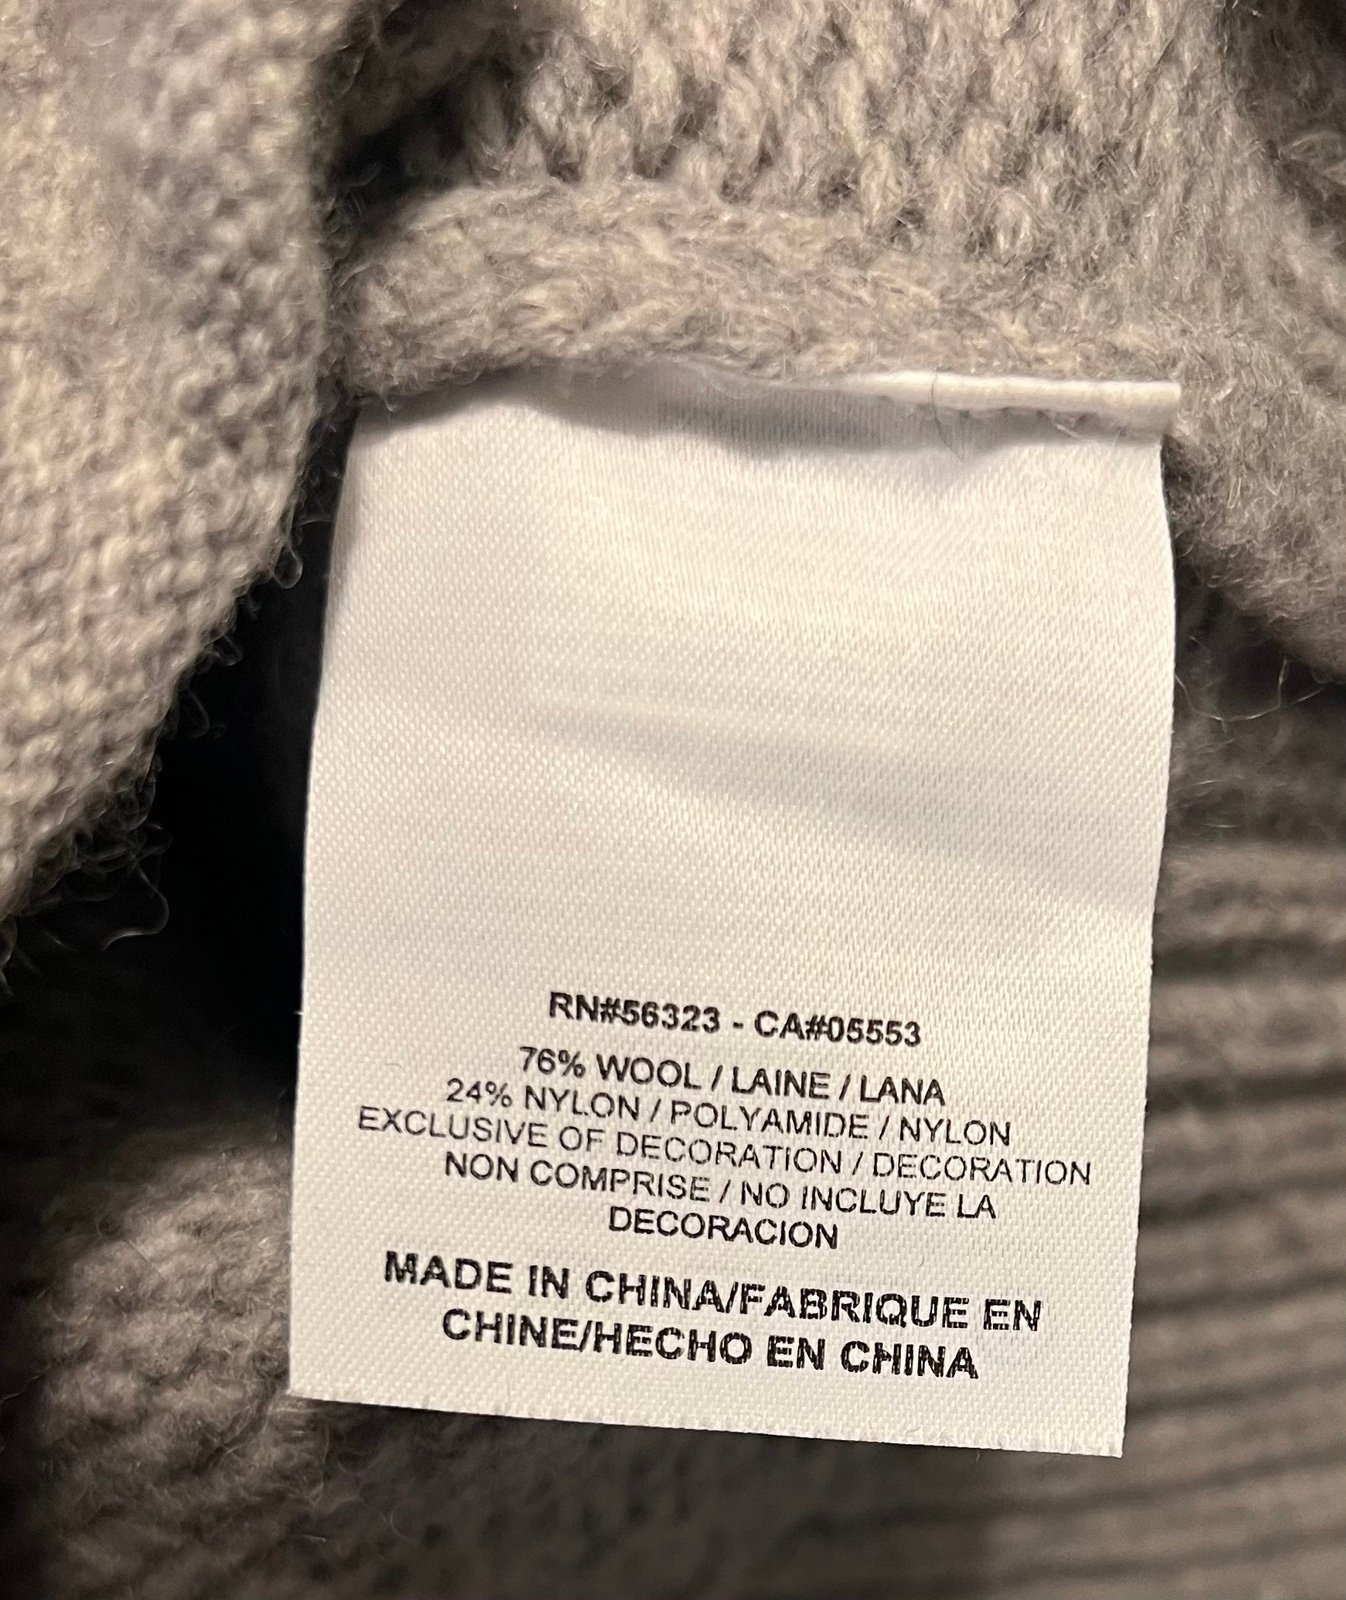 RN#56323 - CA#05553
76% WOOL / LAINE / LANA
24% NYLON / POLYAMIDE / NYLON
EXCLUSIVE OF DECORATION / DECORATION
NON COMPRISE / NO INCLUYE LA
DECORACION
MADE IN CHINA/FABRIQUE EN
CHINE/HECHO EN CHINA